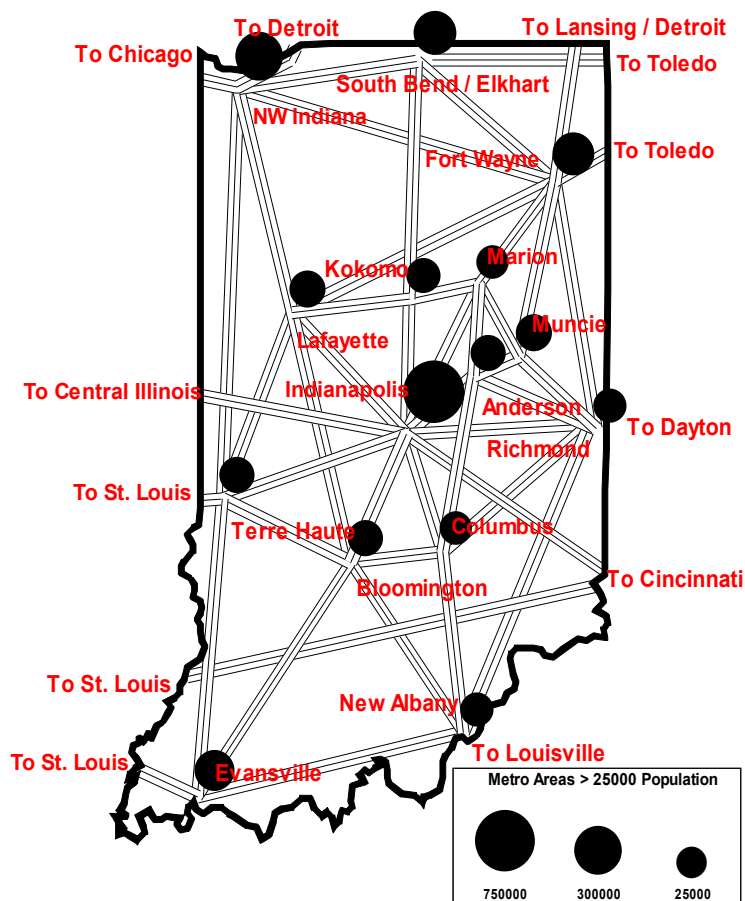 To Detroit
To Lansing / Detroit
To Chicago
To Toledo
South Bend / Elkhart
NW Indiana
Fort Wayne
To Toledo
Marion
Kokomo
Muncie
Lafayette
Indianapolis
To Central Illinois
Anderson
To Dayton
Richmond
To St. Louis
Terre Haute
Columbus
Bloomington
To Cincinnati
To St. Louis
New Albany
To Louisville
To St. Louis
Evansville
Metro Areas > 25000 Population
750000 300000 25000